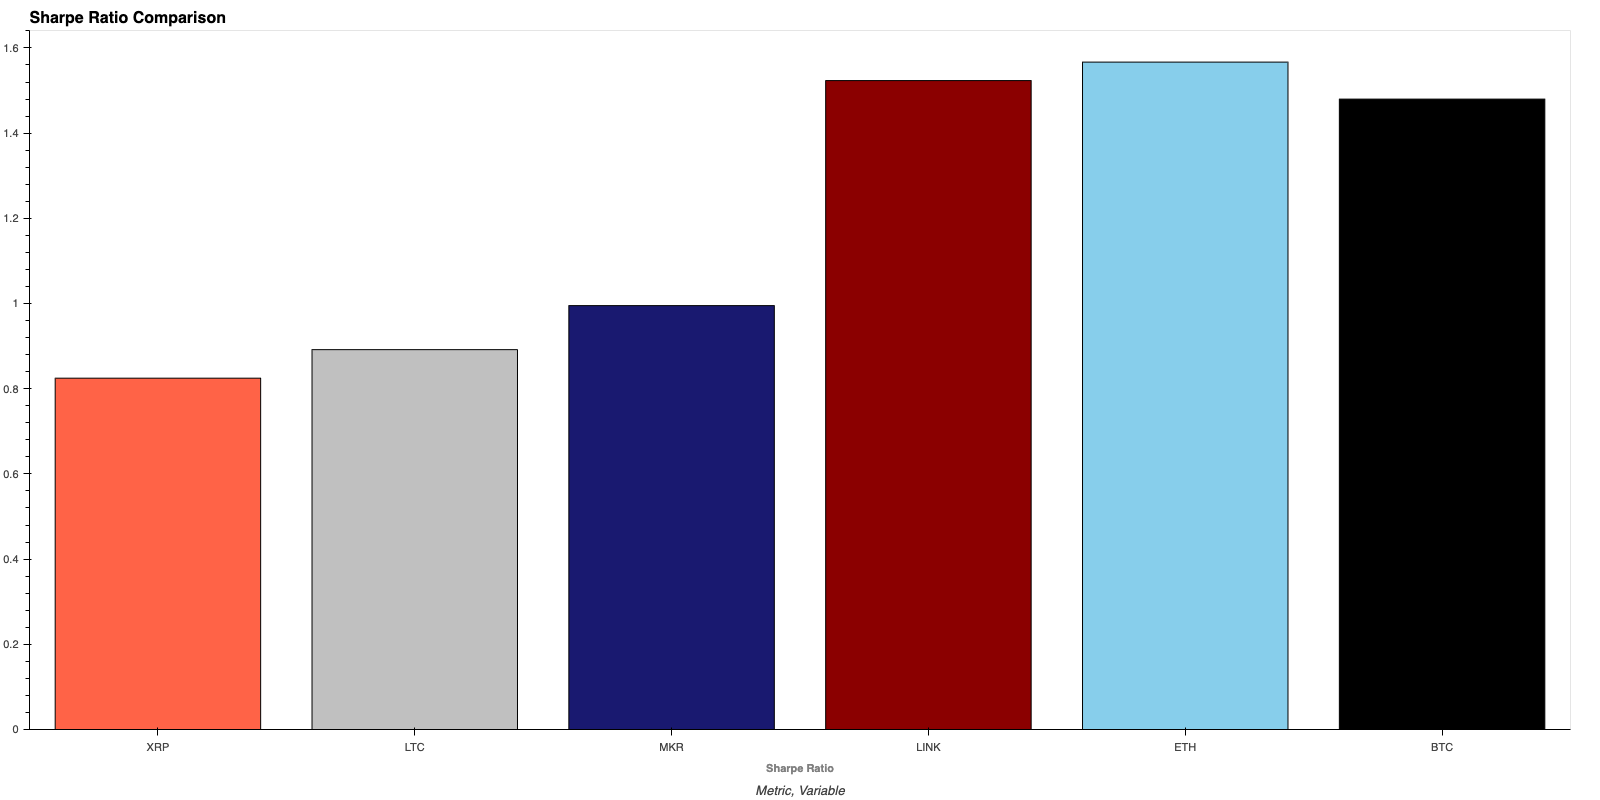 Sharpe Ratio Comparison
1.6
1.4
1.2
1
0.8
0.6
0.4
0.2
0
XRP LTC MKR LINK ETH BTC
Sharpe Ratio
Metric, Variable